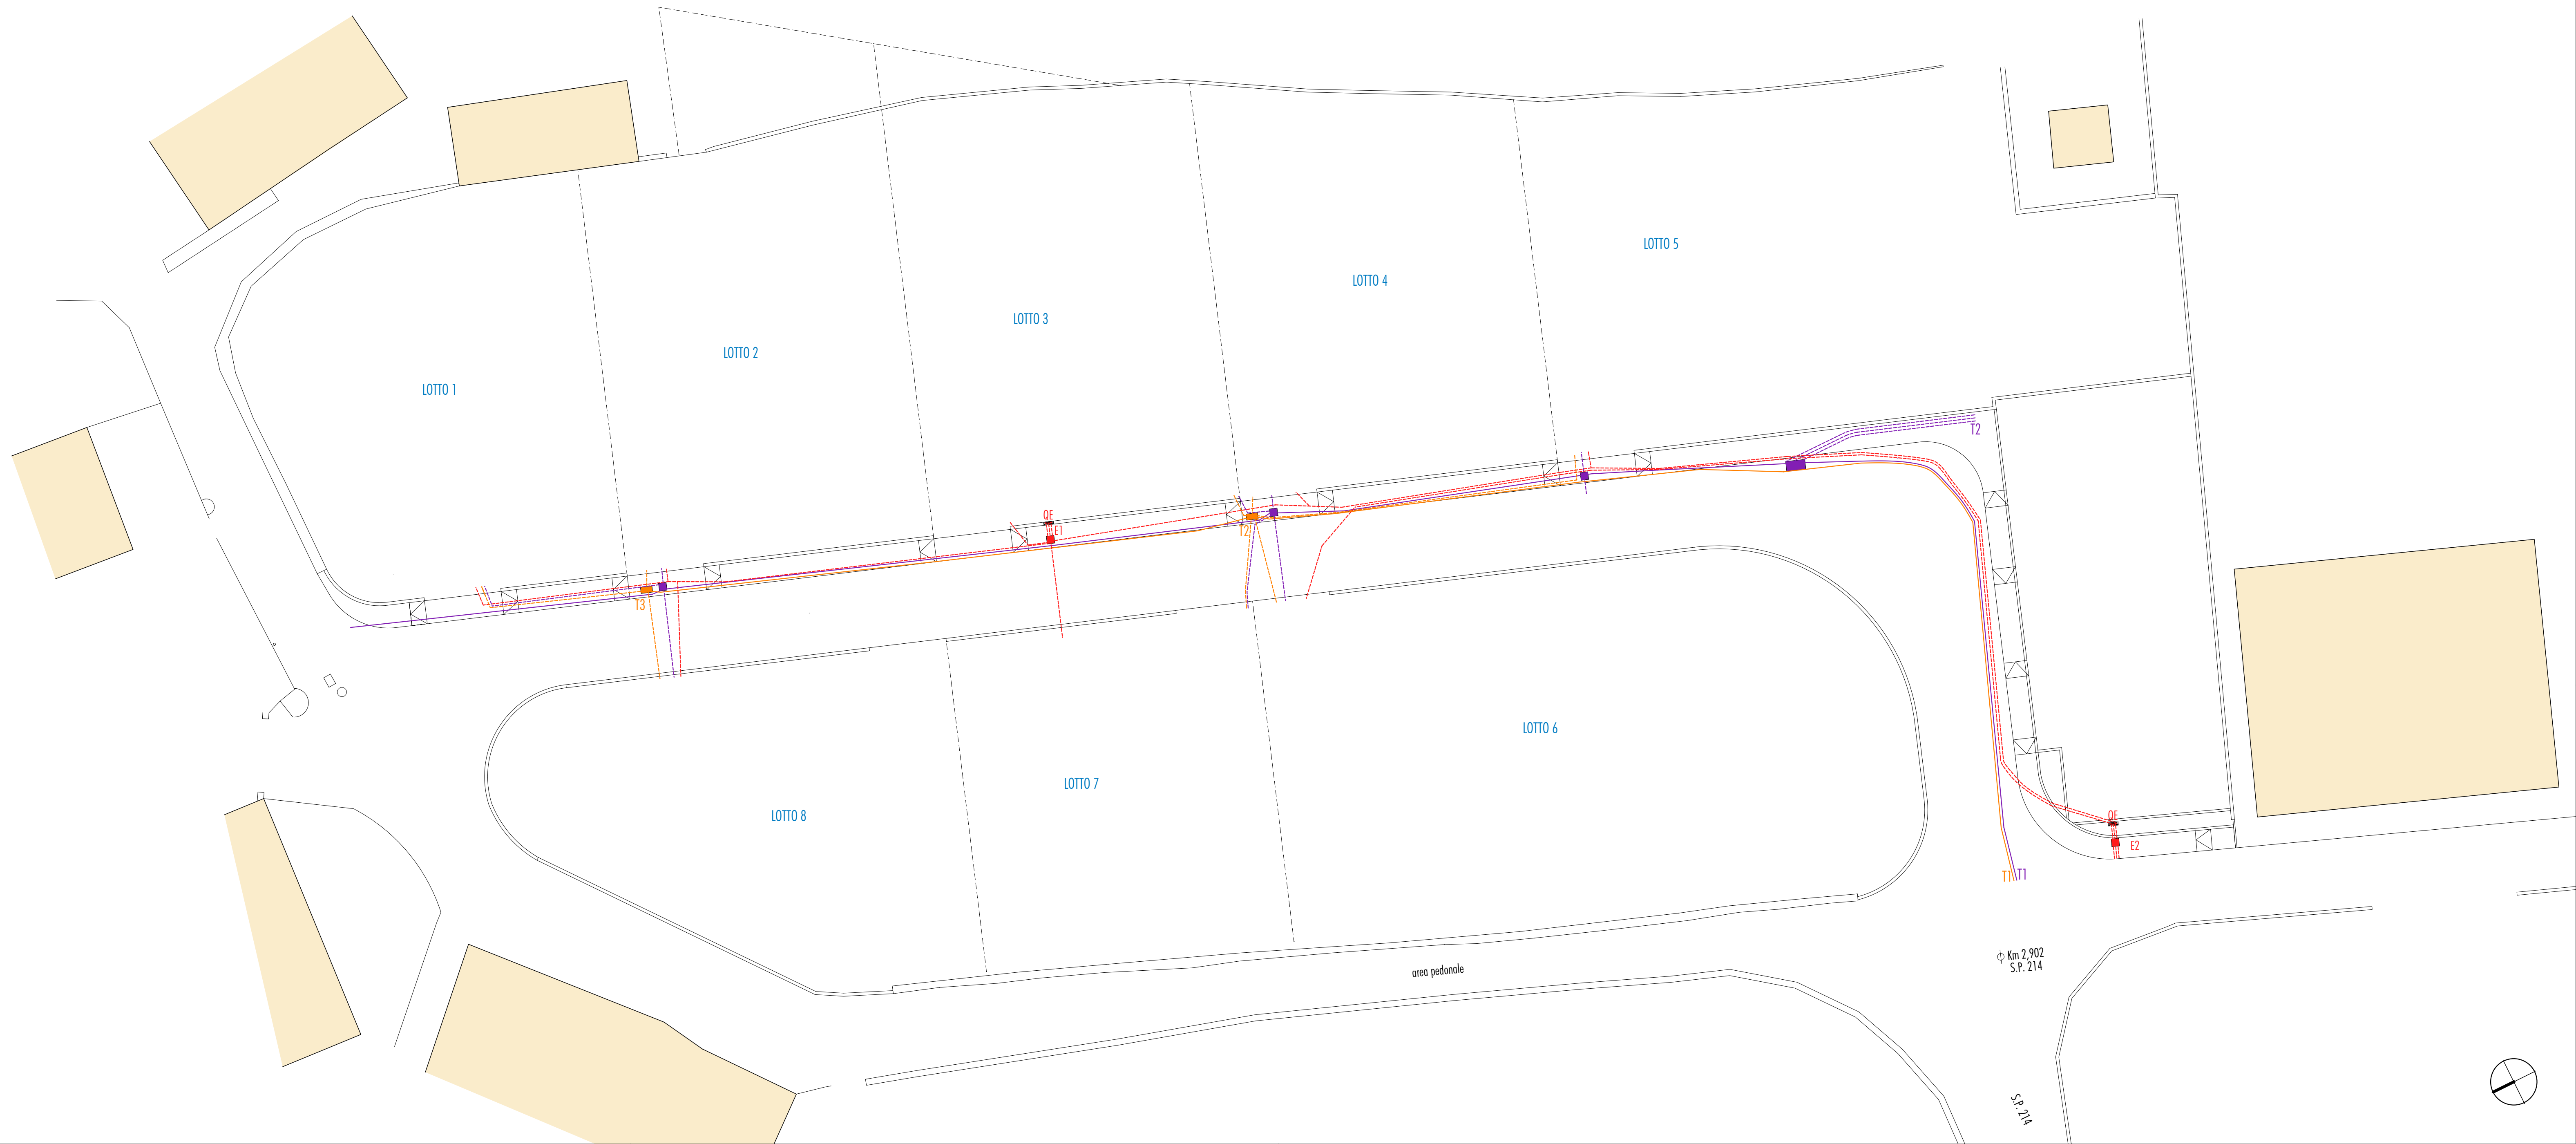 LOTTO 5
LOTTO 4
LOTTO 3
LOTTO 2
LOTTO 1
T2
QE
E1
T2
T3
LOTTO 6
LOTTO 7
LOTTO 8
QE
E2
T1
T1
Km 2,902
S.P. 214
area pedonale
S.P. 214